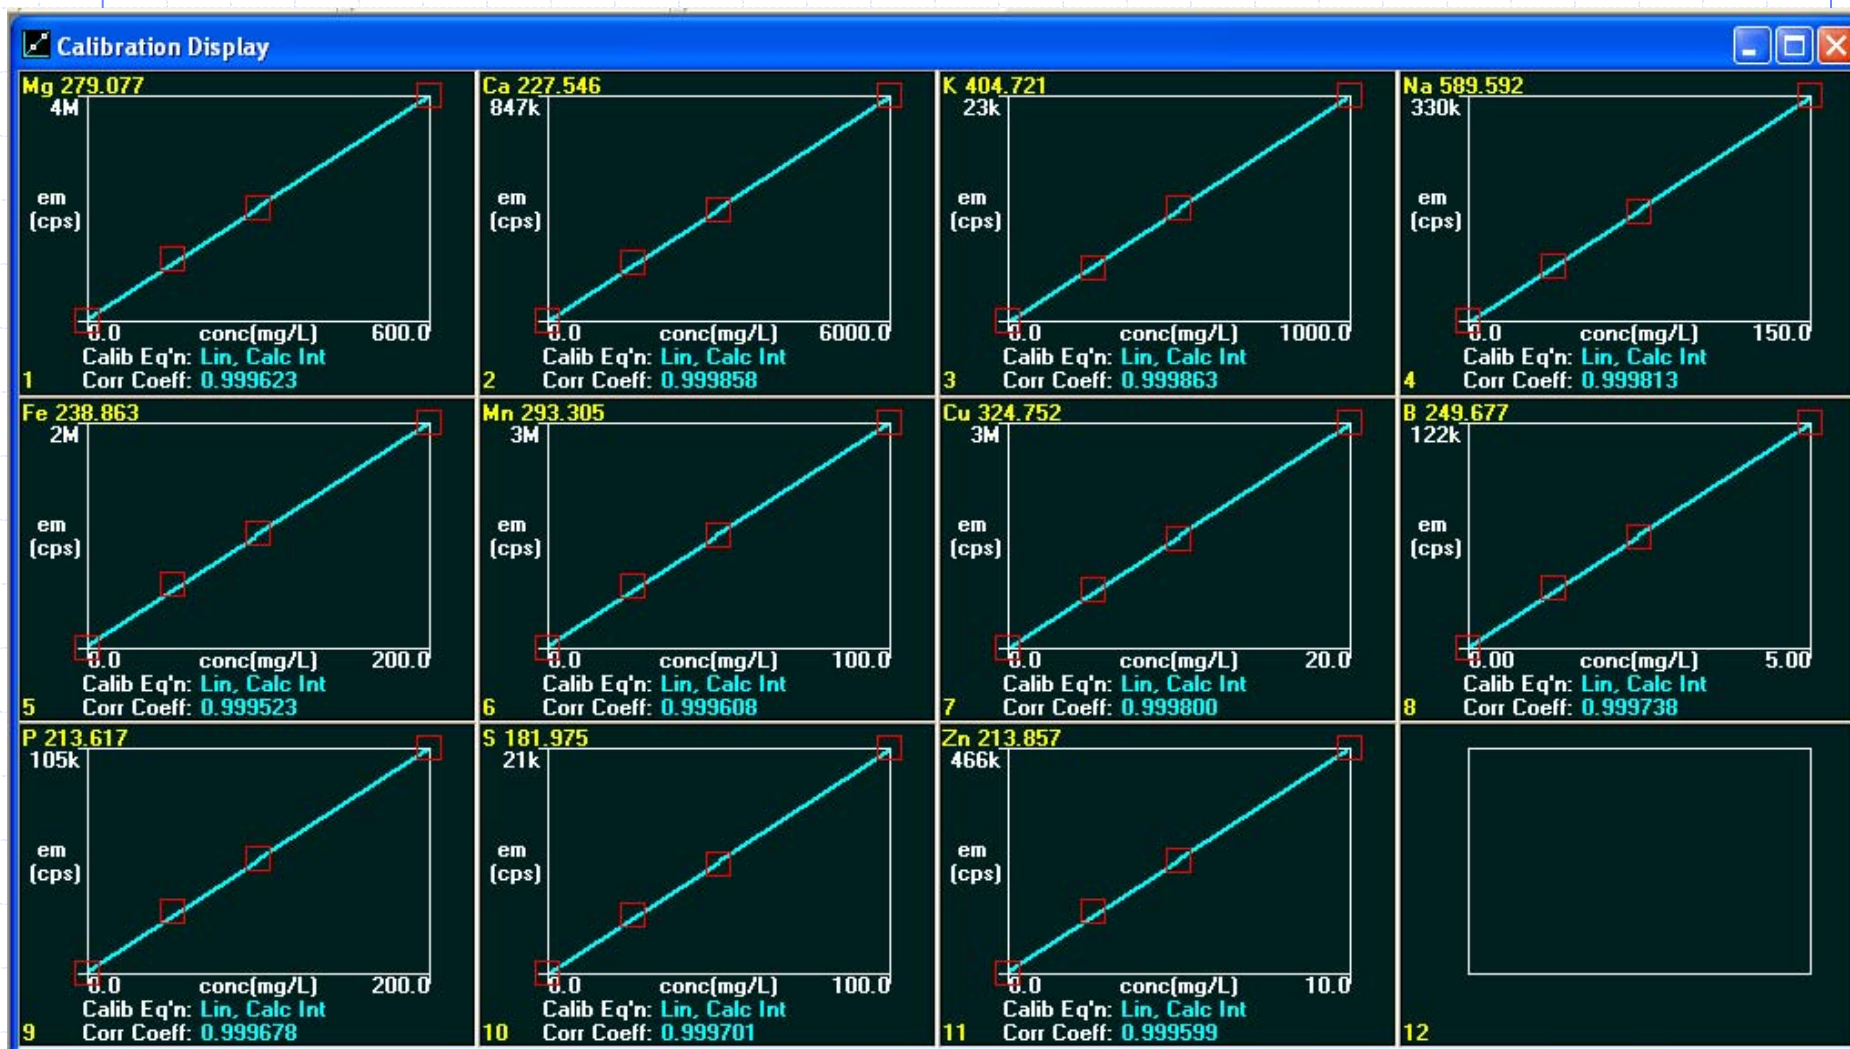 Calibration Display
Mg 279.077
4M
em
(cps)
0.0 conc(mg/L) 600.0
Calib Eq'n: Lin, Calc Int
1 Corr Coeff: 0.999623
Ca 227.546
847k
em
(cps)
0.0 conc(mg/L) 6000.0
Calib Eq'n: Lin, Calc Int
2 Corr Coeff: 0.999858
K 404.721
23k
em
(cps)
0.0 conc(mg/L) 1000.0
Calib Eq'n: Lin, Calc Int
3 Corr Coeff: 0.999863
Na 589.592
330k
em
(cps)
0.0 conc(mg/L) 150.0
Calib Eq'n: Lin, Calc Int
4 Corr Coeff: 0.999813
Fe 238.863
2M
em
(cps)
0.0 conc(mg/L) 200.0
Calib Eq'n: Lin, Calc Int
5 Corr Coeff: 0.999523
Mn 293.305
3M
em
(cps)
0.0 conc(mg/L) 100.0
Calib Eq'n: Lin, Calc Int
6 Corr Coeff: 0.999608
Cu 324.752
3M
em
(cps)
0.0 conc(mg/L) 20.0
Calib Eq'n: Lin, Calc Int
7 Corr Coeff: 0.999800
B 249.677
122k
em
(cps)
0.00 conc(mg/L) 5.00
Calib Eq'n: Lin, Calc Int
8 Corr Coeff: 0.999738
P 213.617
105k
em
(cps)
0.0 conc(mg/L) 200.0
Calib Eq'n: Lin, Calc Int
9 Corr Coeff: 0.999678
S 181.975
21k
em
(cps)
0.0 conc(mg/L) 100.0
Calib Eq'n: Lin, Calc Int
10 Corr Coeff: 0.999701
Zn 213.857
466k
em
(cps)
0.0 conc(mg/L) 10.0
Calib Eq'n: Lin, Calc Int
11 Corr Coeff: 0.999599
12